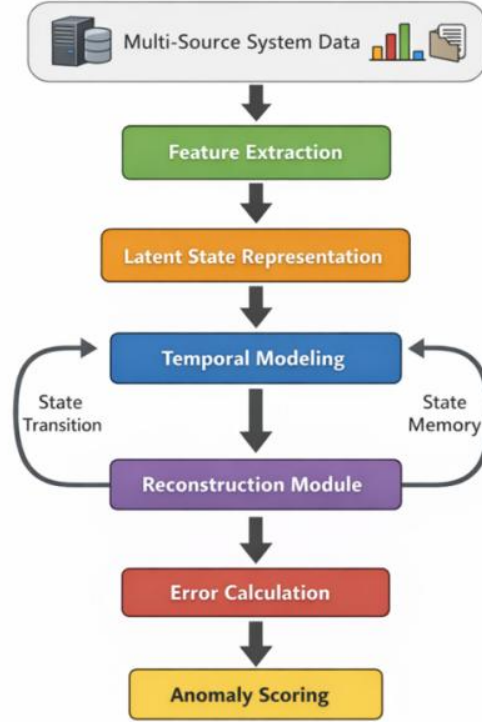 Multi-Source System Data
Feature Extraction
Latent State Representation
Temporal Modeling
State
Transition
State
Memory
Reconstruction Module
Error Calculation
Anomaly Scoring